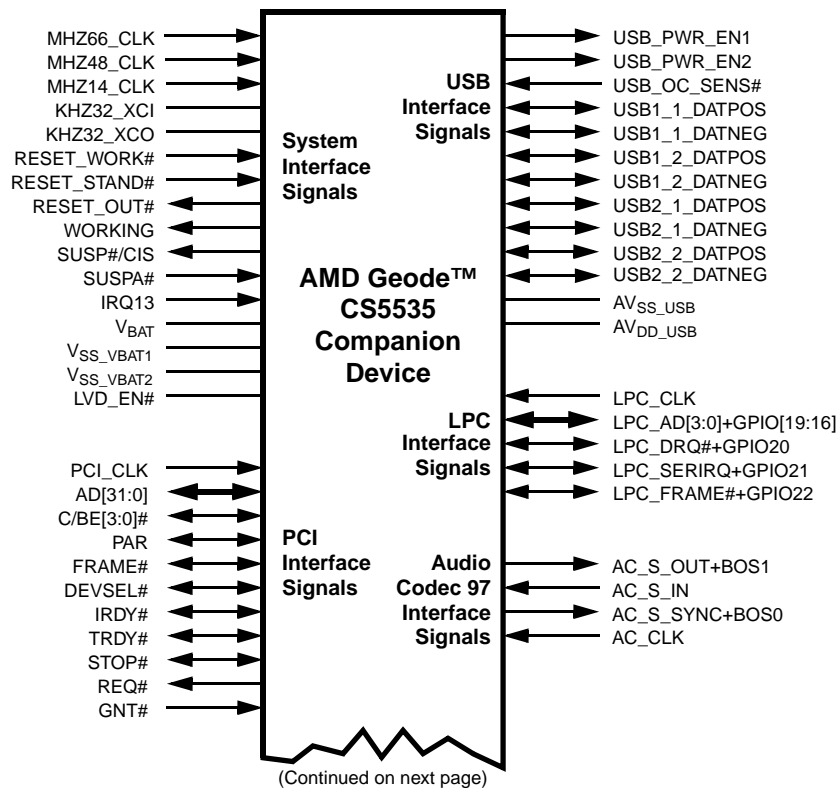 MHZ66_CLK
MHZ48_CLK
MHZ14_CLK
KHZ32_XCI
KHZ32_XCO
RESET_WORK#
RESET_STAND#
RESET_OUT#
WORKING
SUSP#/CIS
SUSPA#
IRQ13
VBAT
VSS_VBAT1
VSS_VBAT2
LVD_EN#
PCI_CLK
AD[31:0]
C/BE[3:0]#
PAR
FRAME#
DEVSEL#
IRDY#
TRDY#
STOP#
REQ#
GNT#
System
Interface
Signals
PCI
Interface
Signals
AMD Geode™
CS5535
Companion
Device
USB
Interface
Signals
LPC
Interface
Signals
Audio
Codec 97
Interface
Signals
USB_PWR_EN1
USB_PWR_EN2
USB_OC_SENS#
USB1_1_DATPOS
USB1_1_DATNEG
USB1_2_DATPOS
USB1_2_DATNEG
USB2_1_DATPOS
USB2_1_DATNEG
USB2_2_DATPOS
USB2_2_DATNEG
AVSS_USB
AVDD_USB
LPC_CLK
LPC_AD[3:0]+GPIO[19:16]
LPC_DRQ#+GPIO20
LPC_SERIRQ+GPIO21
LPC_FRAME#+GPIO22
AC_S_OUT+BOS1
AC_S_IN
AC_S_SYNC+BOS0
AC_CLK
(Continued on next page)